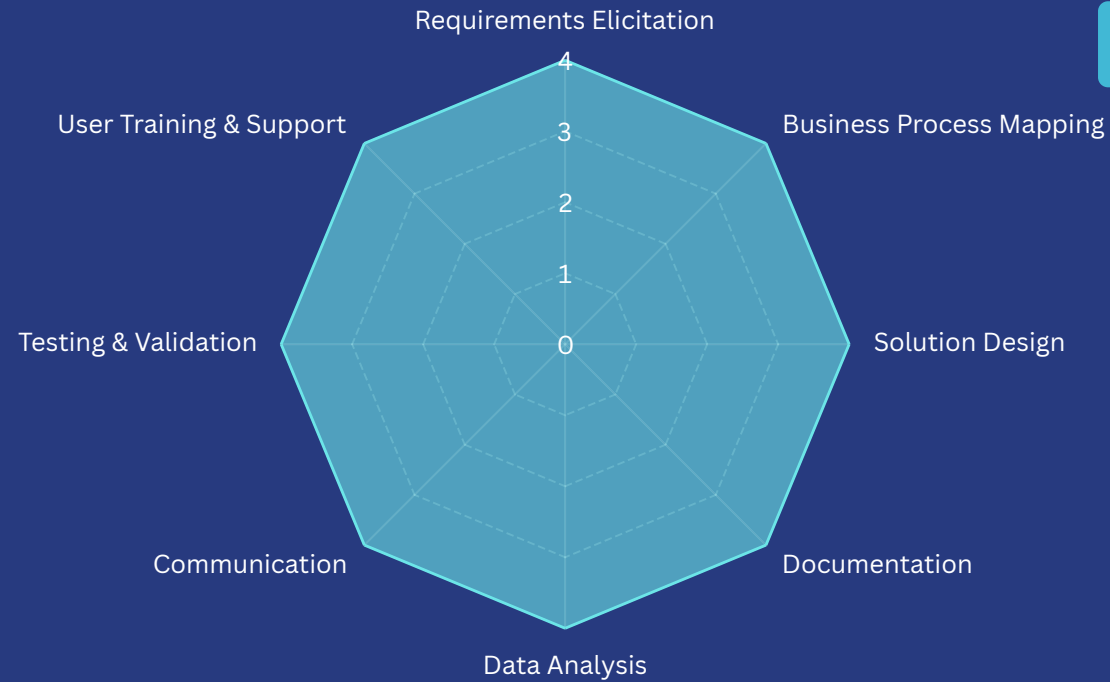 Requirements Elicitation
4
User Training & Support
Business Process Mapping
3
2
1
Testing & Validation
0
Solution Design
Communication
Documentation
Data Analysis